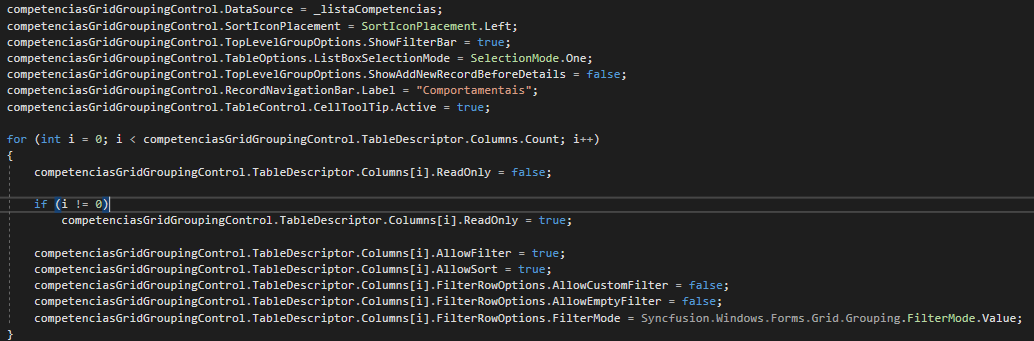 competenciasGridGroupingControl.DataSource = _listaCompetencias;
competenciasGridGroupingControl.SortIconPlacement = SortIconPlacement.Left;
competenciasGridGroupingControl.TopLevelGroupOptions.ShowFilterBar = true;
competenciasGridGroupingControl.TableOptions.ListBoxSelectionMode = SelectionMode.One;
competenciasGridGroupingControl.TopLevelGroupOptions.ShowAddNewRecordBeforeDetails = false;
competenciasGridGroupingControl.RecordNavigationBar.Label = "Comportamentais";
competenciasGridGroupingControl.TableControl.CellToolTip.Active = true;

for (int i = 0; i < competenciasGridGroupingControl.TableDescriptor.Columns.Count; i++)
{
    competenciasGridGroupingControl.TableDescriptor.Columns[i].ReadOnly = false;

    if (i != 0)
        competenciasGridGroupingControl.TableDescriptor.Columns[i].ReadOnly = true;

    competenciasGridGroupingControl.TableDescriptor.Columns[i].AllowFilter = true;
    competenciasGridGroupingControl.TableDescriptor.Columns[i].AllowSort = true;
    competenciasGridGroupingControl.TableDescriptor.Columns[i].FilterRowOptions.AllowCustomFilter = false;
    competenciasGridGroupingControl.TableDescriptor.Columns[i].FilterRowOptions.AllowEmptyFilter = false;
    competenciasGridGroupingControl.TableDescriptor.Columns[i].FilterRowOptions.FilterMode = Syncfusion.Windows.Forms.Grid.Grouping.FilterMode.Value;
}